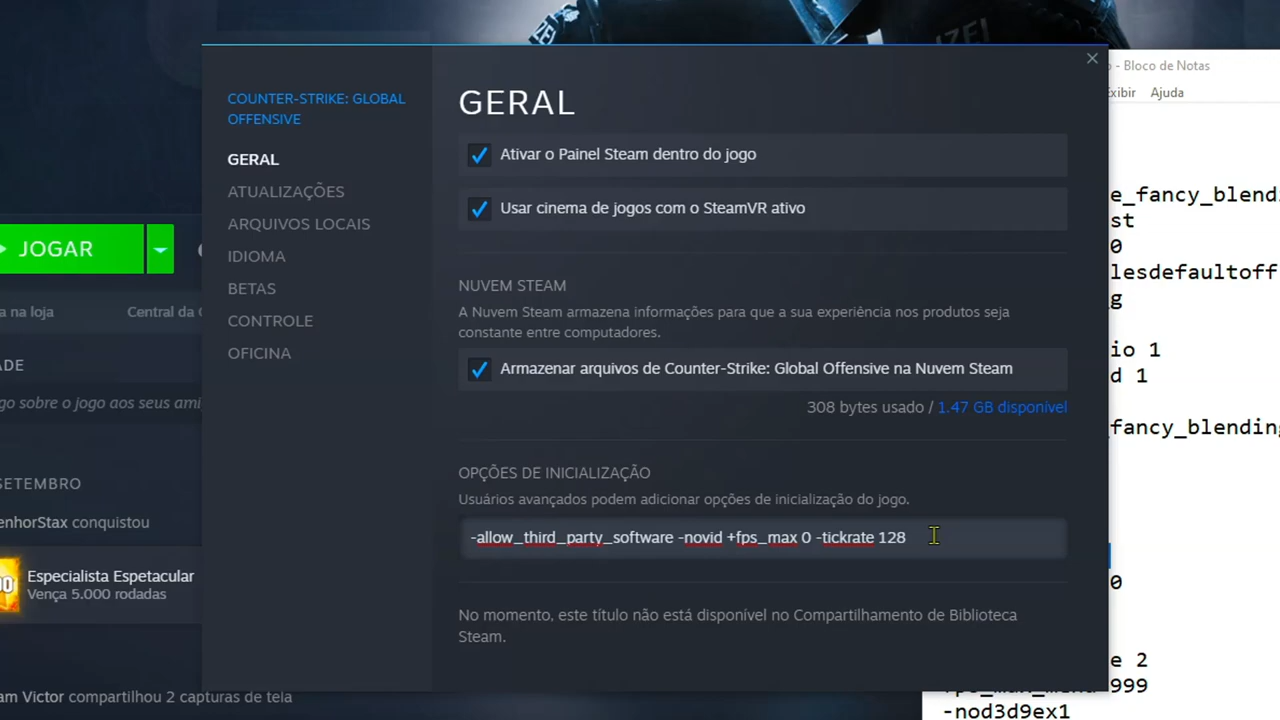 - Bloco de Notas
Exibir Ajuda
COUNTER-STRIKE: GLOBAL
OFFENSIVE
GERAL
ATUALIZAÇÕES
ARQUIVOS LOCAIS
IDIOMA
BETAS
CONTROLE
OFICINA
GERAL
Ativar o Painel Steam dentro do jogo
Usar cinema de jogos com o SteamVR ativo
NUVEM STEAM
A Nuvem Steam armazena informações para que a sua experiência nos produtos seja
constante entre computadores.
Armazenar arquivos de Counter-Strike: Global Offensive na Nuvem Steam
308 bytes usado / 1.47 GB disponível
OPÇÕES DE INICIALIZAÇÃO
Usuários avançados podem adicionar opções de inicialização do jogo.
-allow_third_party_software -novid +fps_max 0 -tickrate 128
No momento, este título não está disponível no Compartilhamento de Biblioteca
Steam.
JOGAR
a na loja
Central da
ADE
go sobre o jogo aos seus ami
SETEMBRO
enhorStax conquistou
Especialista Espetacular
Vença 5.000 rodadas
am Victor compartilhou 2 capturas de tela
e_fancy_blendin
st
0
lesdefaultoff
g
io 1
d 1
fancy_blending
0
e 2
999
-nod3d9ex1